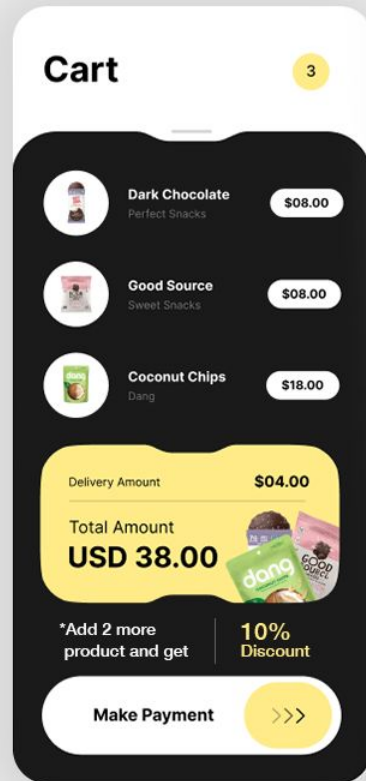 Cart
3
Dark Chocolate
Perfect Snacks
$08.00
Good Source
Sweet Snacks
$08.00
Coconut Chips
Dang
$18.00
Delivery Amount
$04.00
Total Amount
USD 38.00
dang
GOOD
*Add 2 more
product and get
10%
Discount
Make Payment